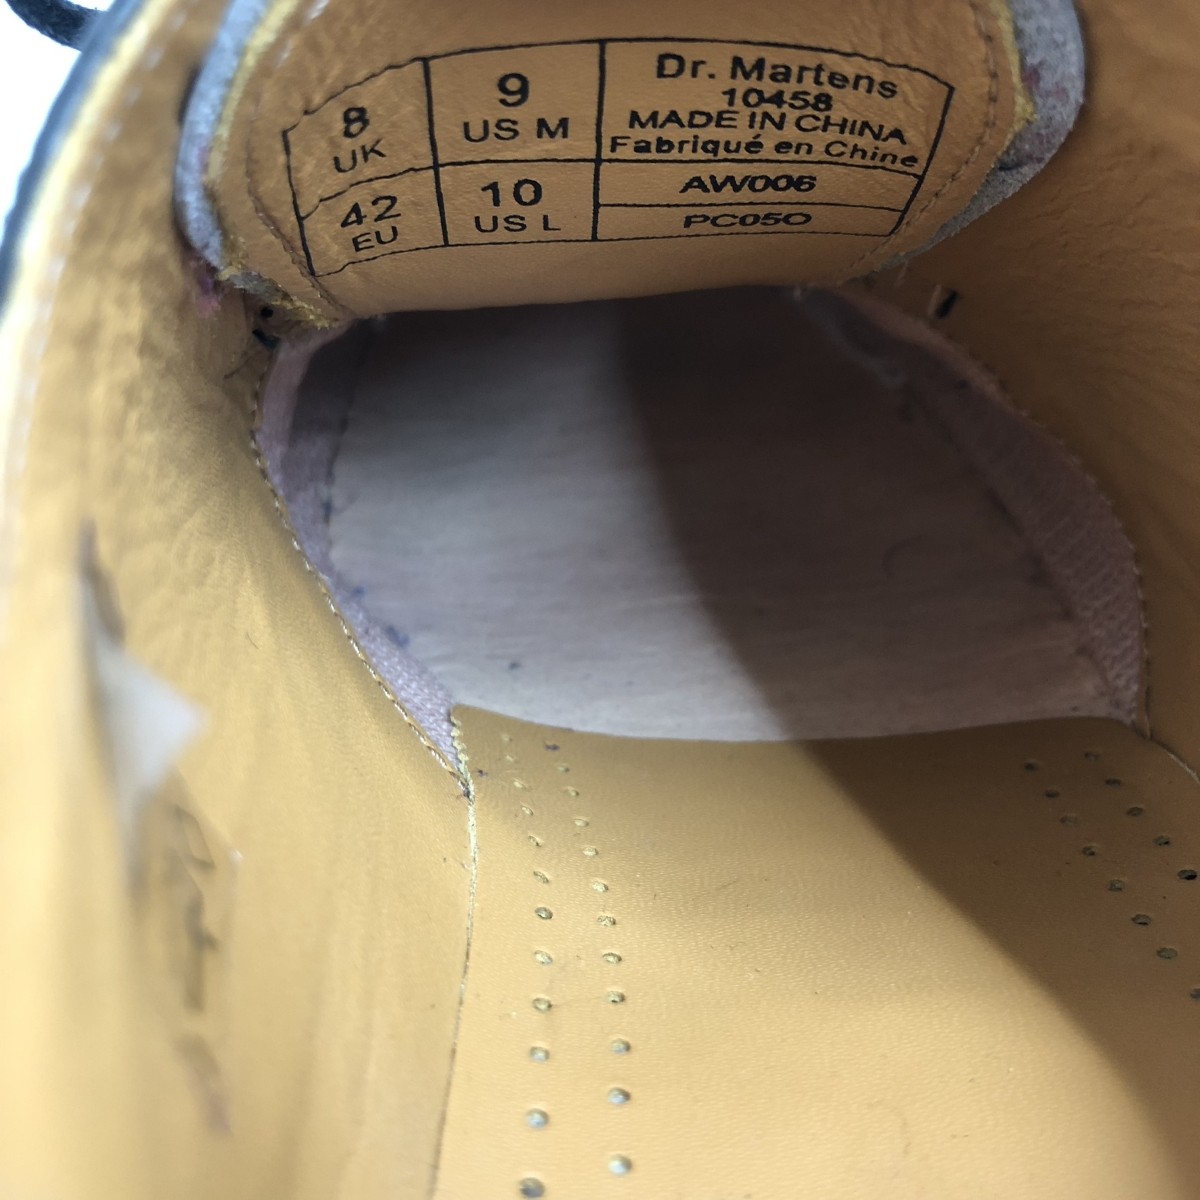 8
UK
9
US M
42
EU
10
US L
Dr. Martens
10458
MADE IN CHINA
Fabriqué en Chine
AW006
PC05O